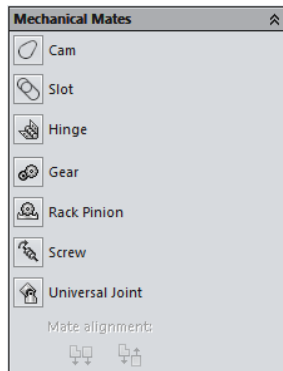 Mechanical Mates
Cam
Slot
Hinge
Gear
Rack Pinion
Screw
Universal Joint
Mate alignment: